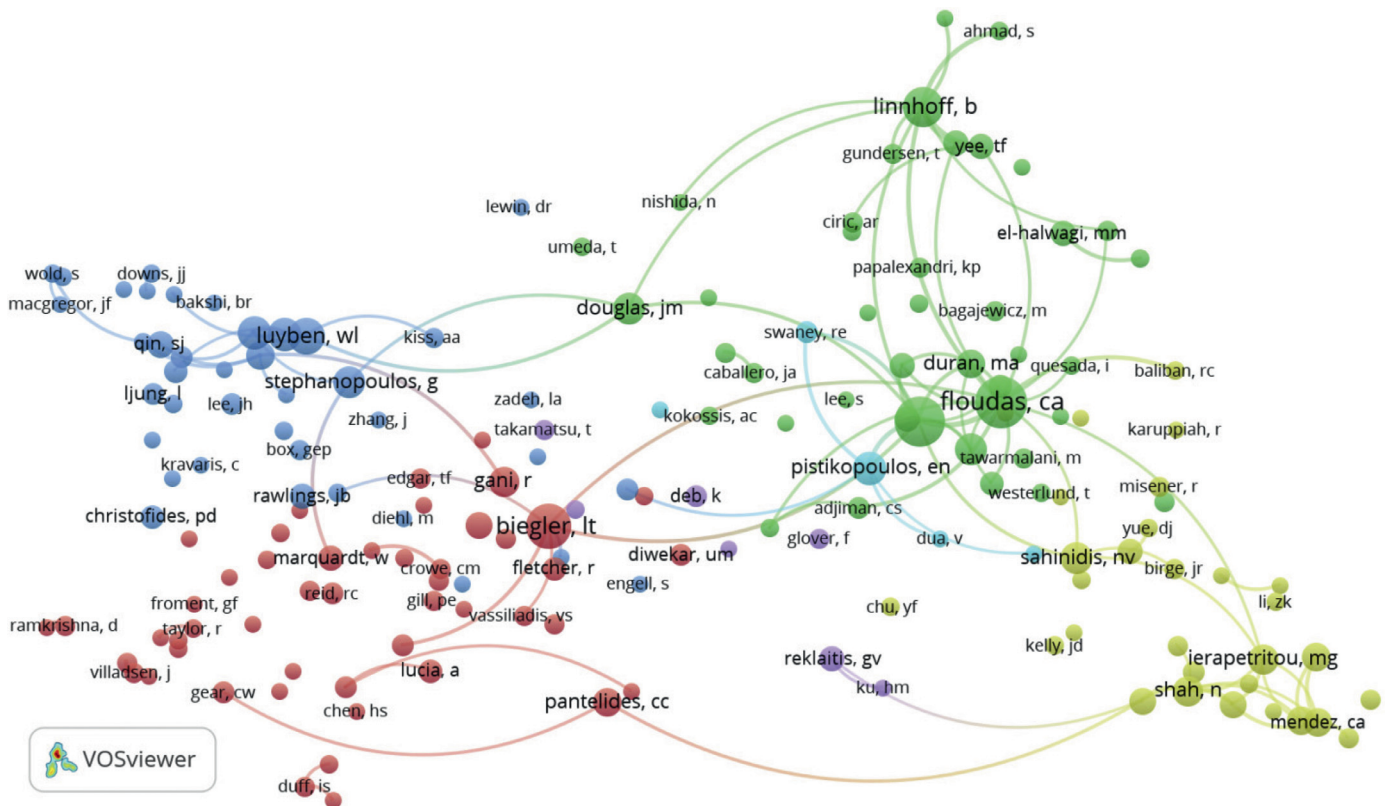 ahmad, s
linnhoff, b
gundersen, t
yee, tf
nishida, n
lewin, dr
ciric, ar
el-halwagi, mm
umeda, t
wold, s
downs, jj
papalexandri, kp
macgregor, jf
bakshi, br
douglas, jm
bagajewicz, m
swaney, re
luyben, wl
kiss, aa
qin, sj
duran, ma
quesada, i
baliban, rc
caballero, ja
stephanopoulos, g
ljung, l
lee, jh
zadeh, la
lee, s
floudas, ca
zhang, j
takamatsu, t
kokossis, ac
karuppiah, r
box, gep
kravaris, c
pistikopoulos, en
tawarmalani, m
edgar, tf
gani, r
westerlund, t
misener, r
rawlings, jb
deb, k
adjiman, cs
christofides, pd
diehl, m
biegler, lt
yue, dj
glover, f
dua, v
marquardt, w
crowe, cm
fletcher, r
diwekar, um
sahinidis, nv
birge, jr
engell, s
reid, rc
gill, pe
froment, gf
vassiliadis, vs
chu, yf
li, zk
ramkrishna, d
taylor, r
kelly, jd
villadsen, j
lucia, a
reklaitis, gv
ierapetritou, mg
gear, cw
ku, hm
shah, n
chen, hs
pantelides, cc
mendez, ca
VOSviewer
duff, is